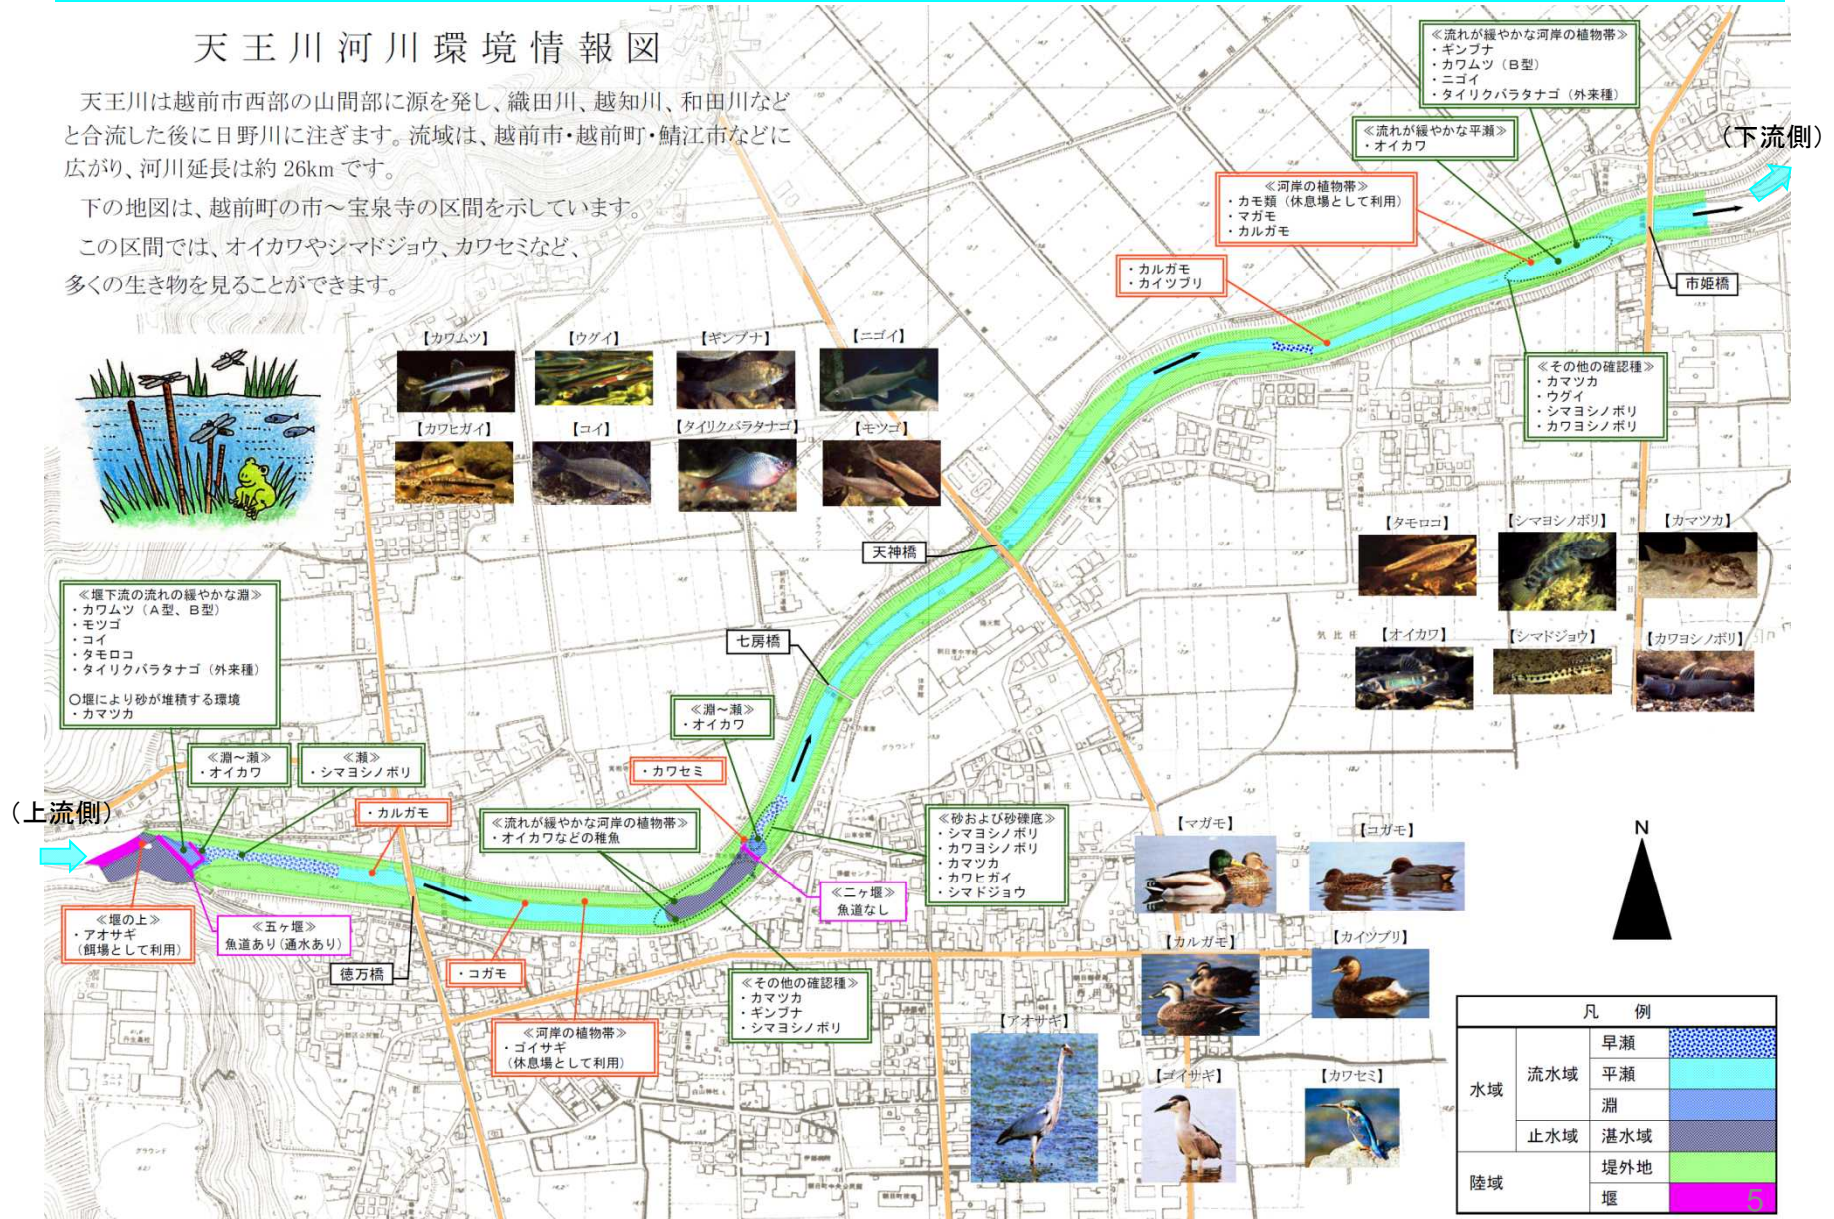 天王川河川環境情報図
天王川は越前市西部の山間部に源を発し、織田川、越知川、和田川など
と合流した後に日野川に注ぎます。流域は、越前市・越前町・鯖江市などに
広がり、河川延長は約 26km です。
下の地図は、越前町の市～宝泉寺の区間を示しています。
この区間では、オイカワやシマドジョウ、カワセミなど、
多くの生き物を見ることができます。
≪流れが緩やかな河岸の植物帯≫
・ギンブナ
・カワムツ（Ｂ型）
・ニゴイ
・タイリクバラタナゴ（外来種）
≪流れが緩やかな平瀬≫
・オイカワ
（下流側）
≪河岸の植物帯≫
・カモ類（休息場として利用）
・マガモ
・カルガモ
・カルガモ
・カイツブリ
市姫橋
≪その他の確認種≫
・カマツカ
・ウグイ
・シマヨシノボリ
・カワヨシノボリ
【カワムツ】
【ウグイ】
【ギンブナ】
【ニゴイ】
【カワヒガイ】
【コイ】
【タイリクバラタナゴ】
【モツゴ】
天神橋
七房橋
【タモロコ】
【シマヨシノボリ】
【カマツカ】
【オイカワ】
【シマドジョウ】
【カワヨシノボリ】
≪堰下流の流れの緩やかな淵≫
・カワムツ（Ａ型、Ｂ型）
・モツゴ
・コイ
・タモロコ
・タイリクバラタナゴ（外来種）
○堰により砂が堆積する環境
・カマツカ
≪淵～瀬≫
・オイカワ
≪瀬≫
・シマヨシノボリ
≪淵～瀬≫
・オイカワ
・カワセミ
（上流側）
・カルガモ
≪流れが緩やかな河岸の植物帯≫
・オイカワなどの稚魚
≪砂および砂礫底≫
・シマヨシノボリ
・カワヨシノボリ
・カマツカ
・カワヒガイ
・シマドジョウ
≪二ヶ堰≫
魚道なし
≪堰の上≫
・アオサギ
（餌場として利用）
≪五ヶ堰≫
魚道あり（通水あり）
徳万橋
・コガモ
≪河岸の植物帯≫
・ゴイサギ
（休息場として利用）
≪その他の確認種≫
・カマツカ
・ギンブナ
・シマヨシノボリ
【マガモ】
【コガモ】
【カルガモ】
【カイツブリ】
【アオサギ】
【ゴイサギ】
【カワセミ】
N
凡 例
水域
流水域
早瀬
平瀬
淵
止水域
湛水域
陸域
堤外地
堰
5